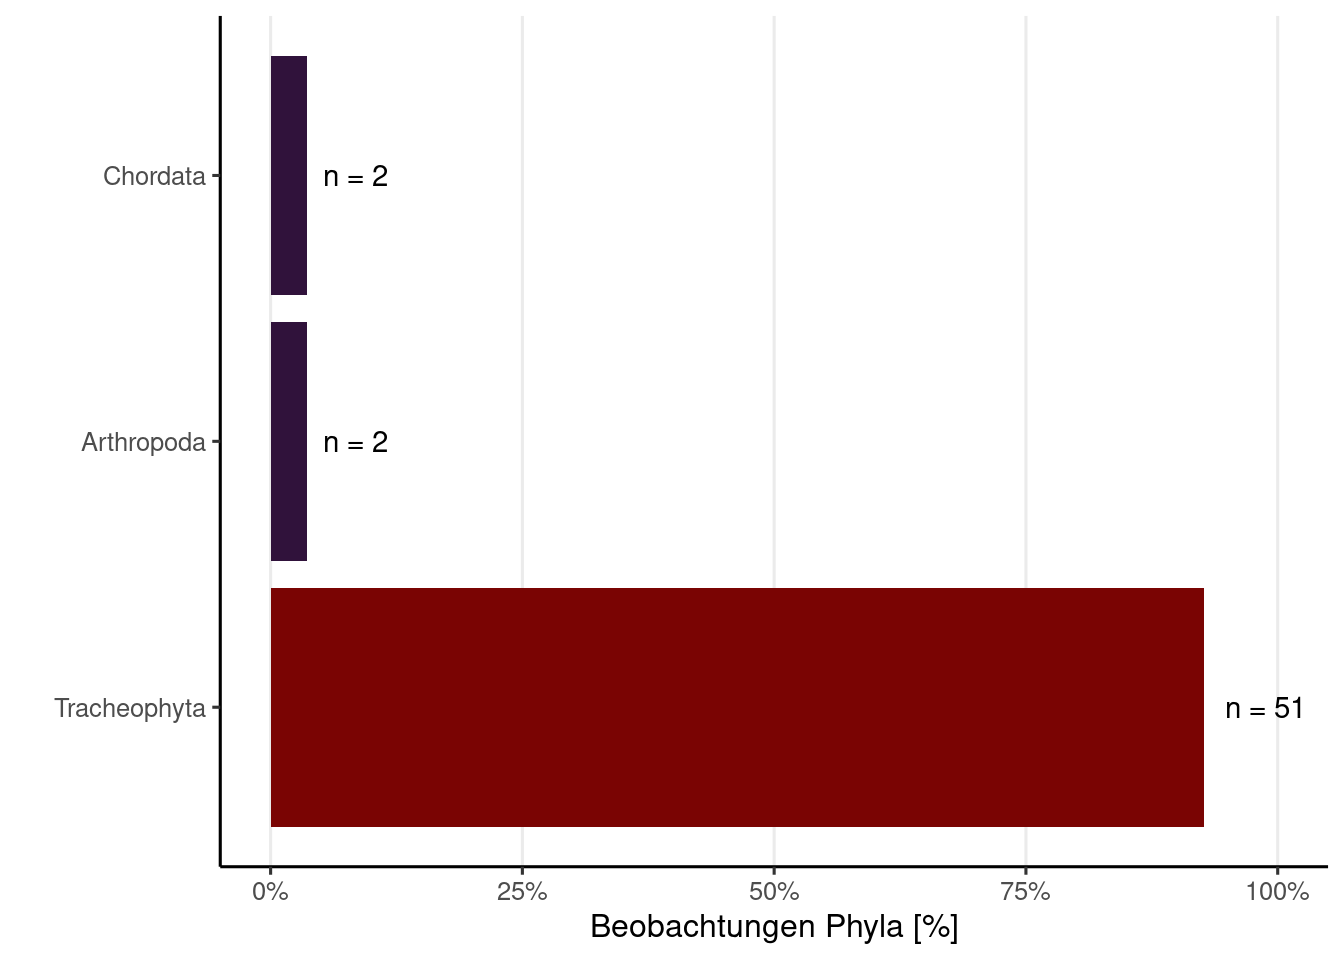 Chordata
n = 2
Arthropoda
n = 2
Tracheophyta
n = 51
0% 25% 50% 75% 100%
Beobachtungen Phyla [%]